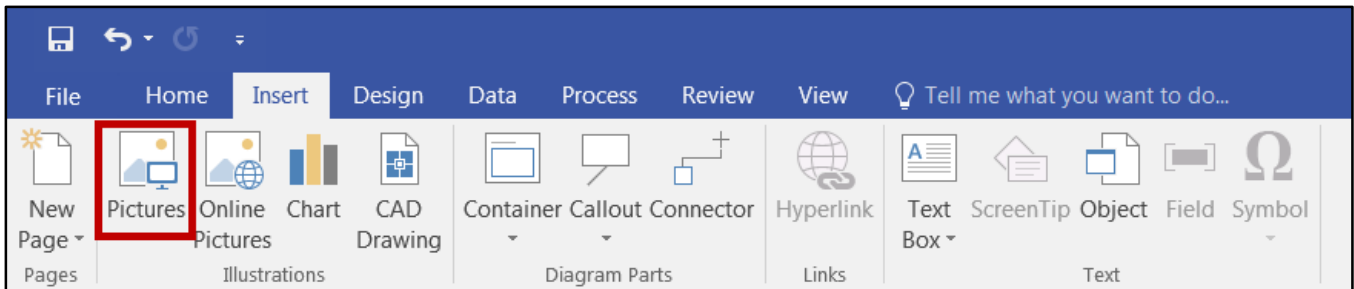 File Home Insert Design Data Process Review View Tell me what you want to do...
New Pictures Online Chart CAD Container Callout Connector Hyperlink Text ScreenTip Object Field Symbol
Page Pictures Drawing Box
Pages Illustrations Diagram Parts Links Text